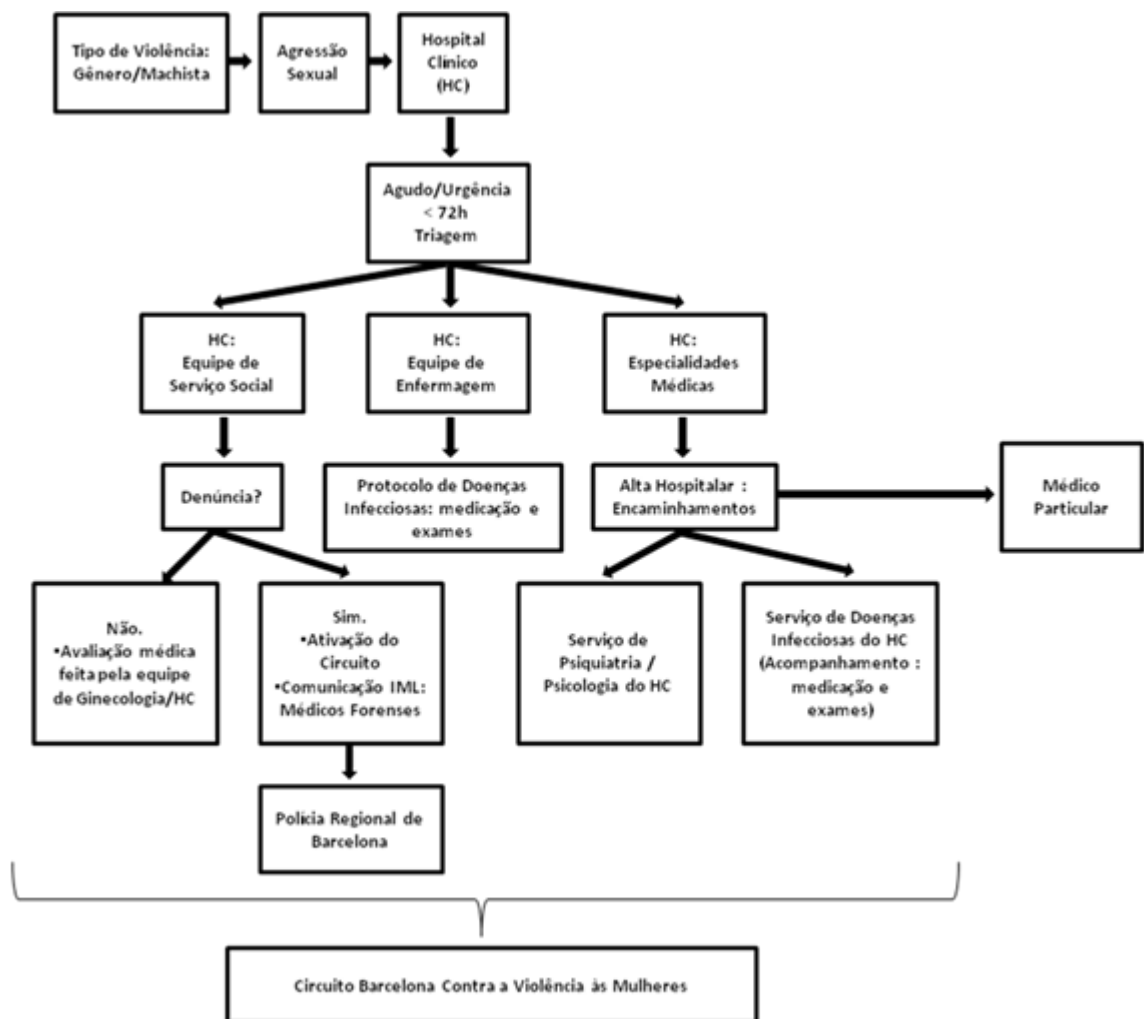 Tipo de Violência:
Gênero/Machista
Agressão
Sexual
Hospital
Clínico
(HC)
Agudo/Urgência
< 72h
Triagem
HC:
Equipe de
Serviço Social
HC:
Equipe de
Enfermagem
HC:
Especialidades
Médicas
Denúncia?
Protocolo de Doenças
Infecciosas: medicação e
exames
Alta Hospitalar :
Encaminhamentos
Médico
Particular
Não.
•Avaliação médica
feita pela equipe
de Ginecologia/HC
Sim.
•Ativação do
Circuito
•Comunicação IML:
Médicos Forenses
Serviço de
Psiquiatria /
Psicologia do HC
Serviço de Doenças
Infecciosas do HC
(Acompanhamento :
medicação e
exames)
Polícia Regional de
Barcelona
Circuito Barcelona Contra a Violência às Mulheres